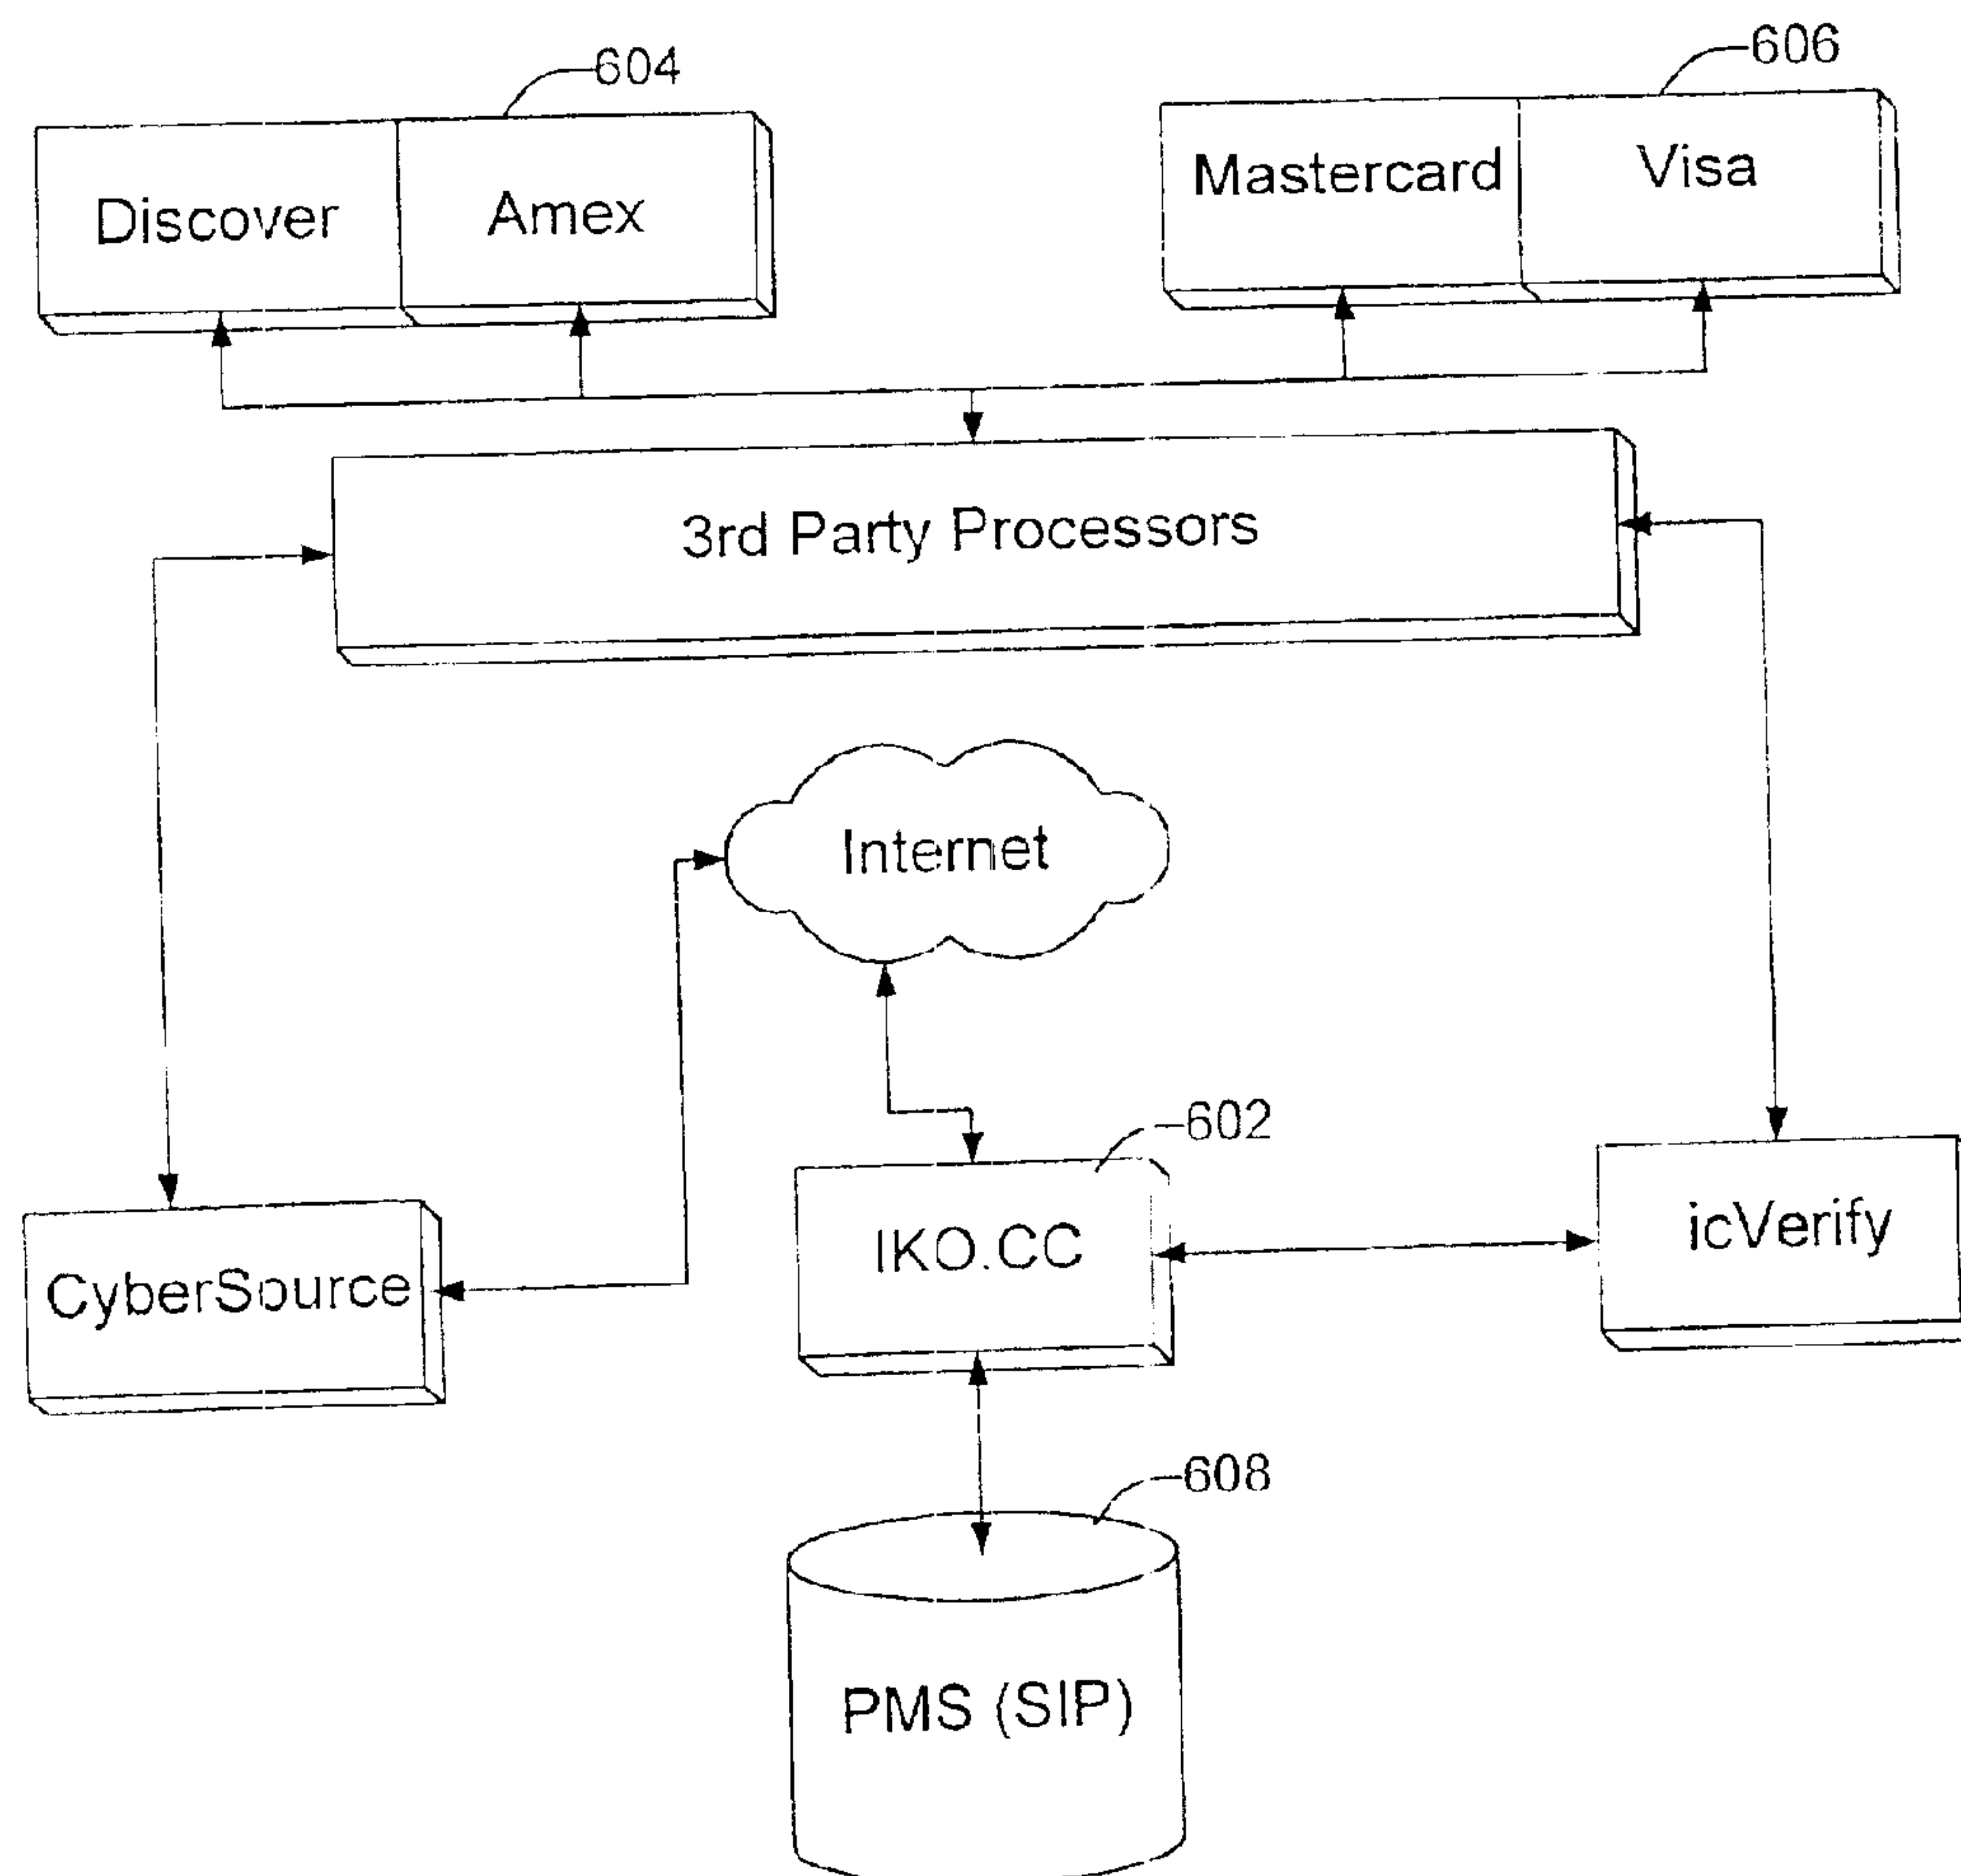 604
606
Discover
Amex
Mastercard
Visa
3rd Party Processors
Internet
602
IKO.CC
icVerify
CyberSource
608
PMS (SIP)